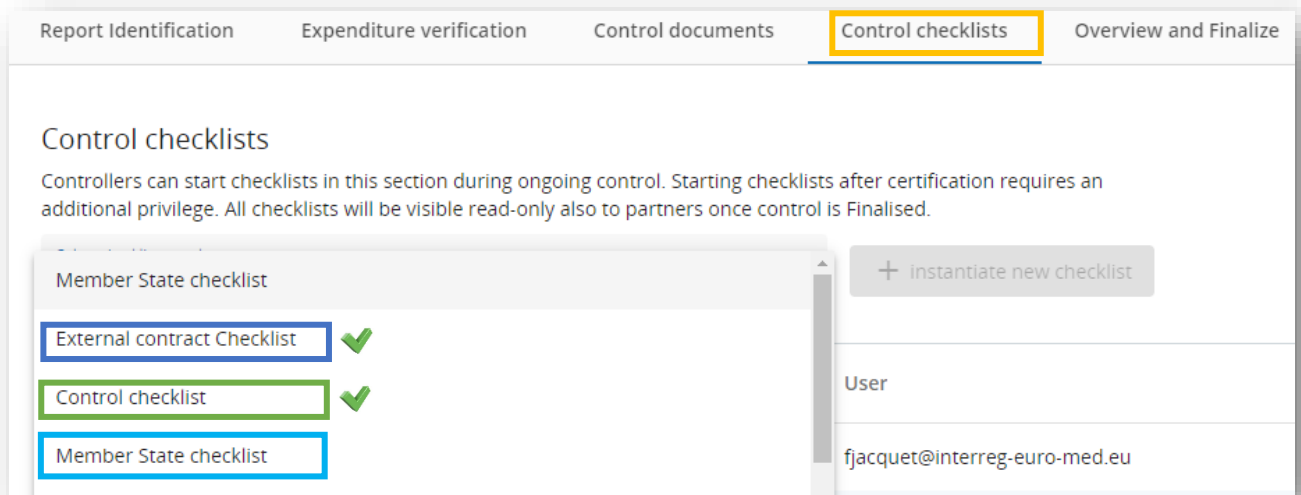 Report Identification Expenditure verification Control documents Control checklists Overview and Finalize
Control checklists
Controllers can start checklists in this section during ongoing control. Starting checklists after certification requires an
additional privilege. All checklists will be visible read-only also to partners once control is Finalised.
Member State checklist
+ instantiate new checklist
External contract Checklist
User
Control checklist
Member State checklist
fjacquet@interreg-euro-med.eu